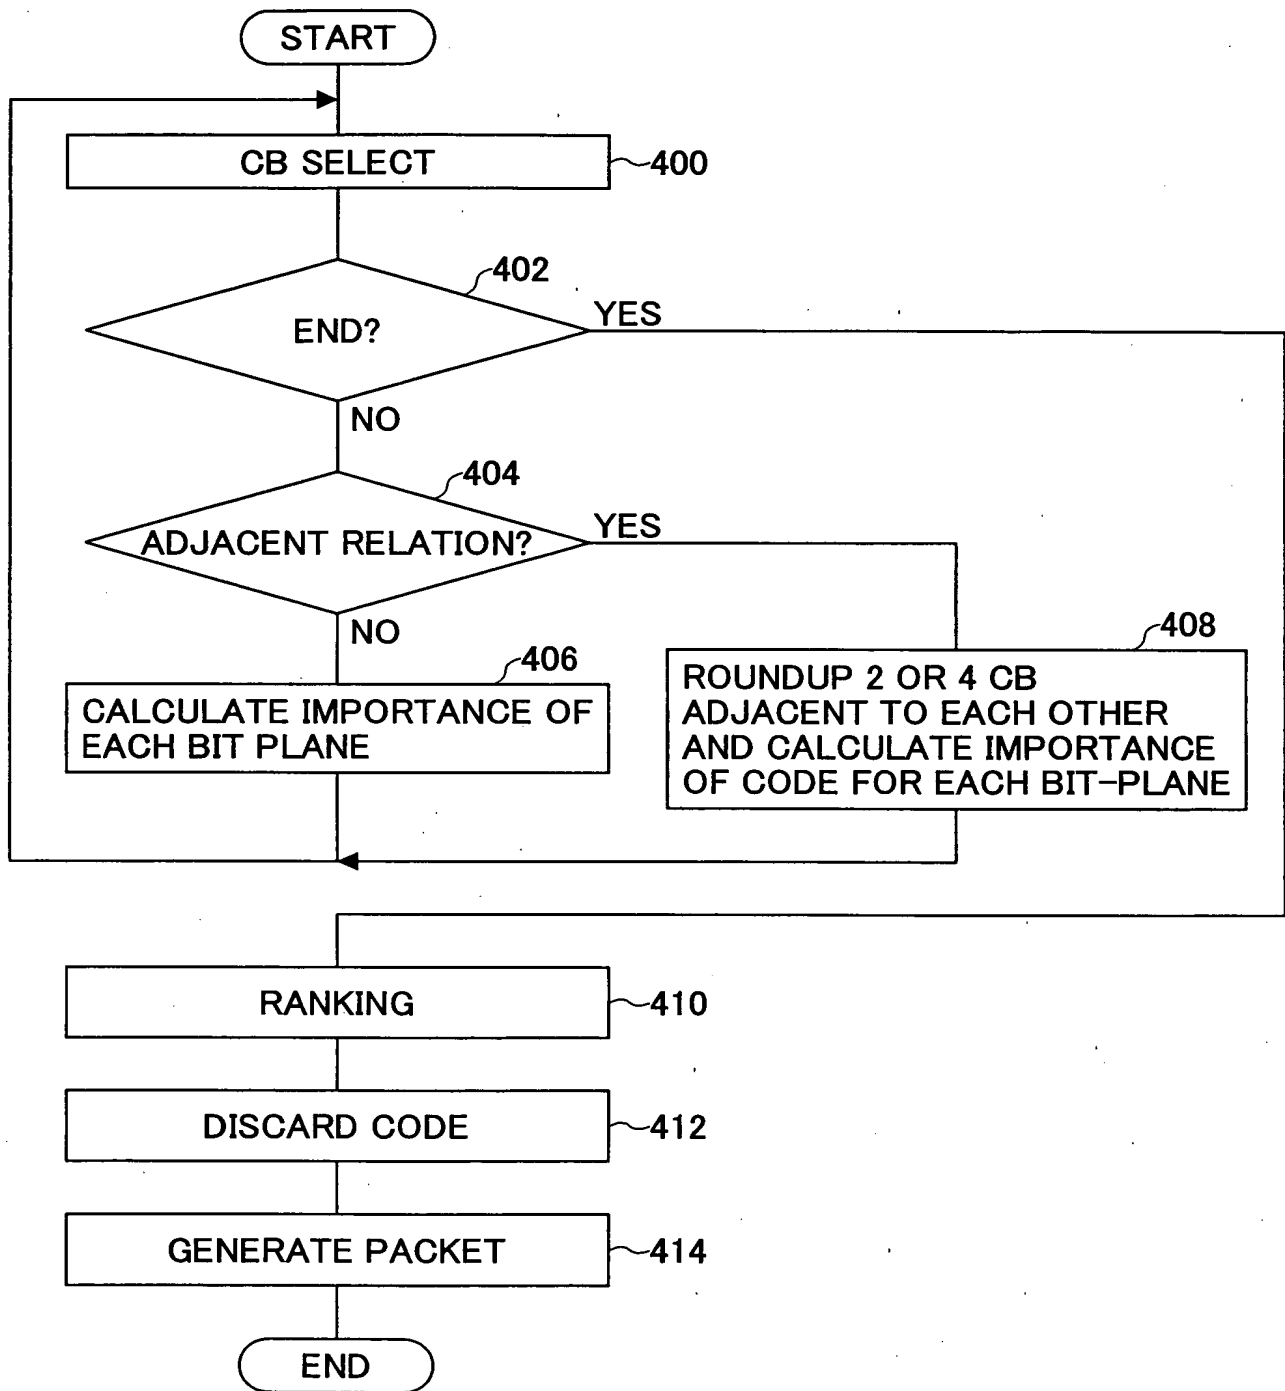 START
CB SELECT
400
402
END?
YES
NO
404
ADJACENT RELATION?
YES
NO
406
CALCULATE IMPORTANCE OF
EACH BIT PLANE
408
ROUNDUP 2 OR 4 CB
ADJACENT TO EACH OTHER
AND CALCULATE IMPORTANCE
OF CODE FOR EACH BIT-PLANE
RANKING
410
DISCARD CODE
412
GENERATE PACKET
414
END